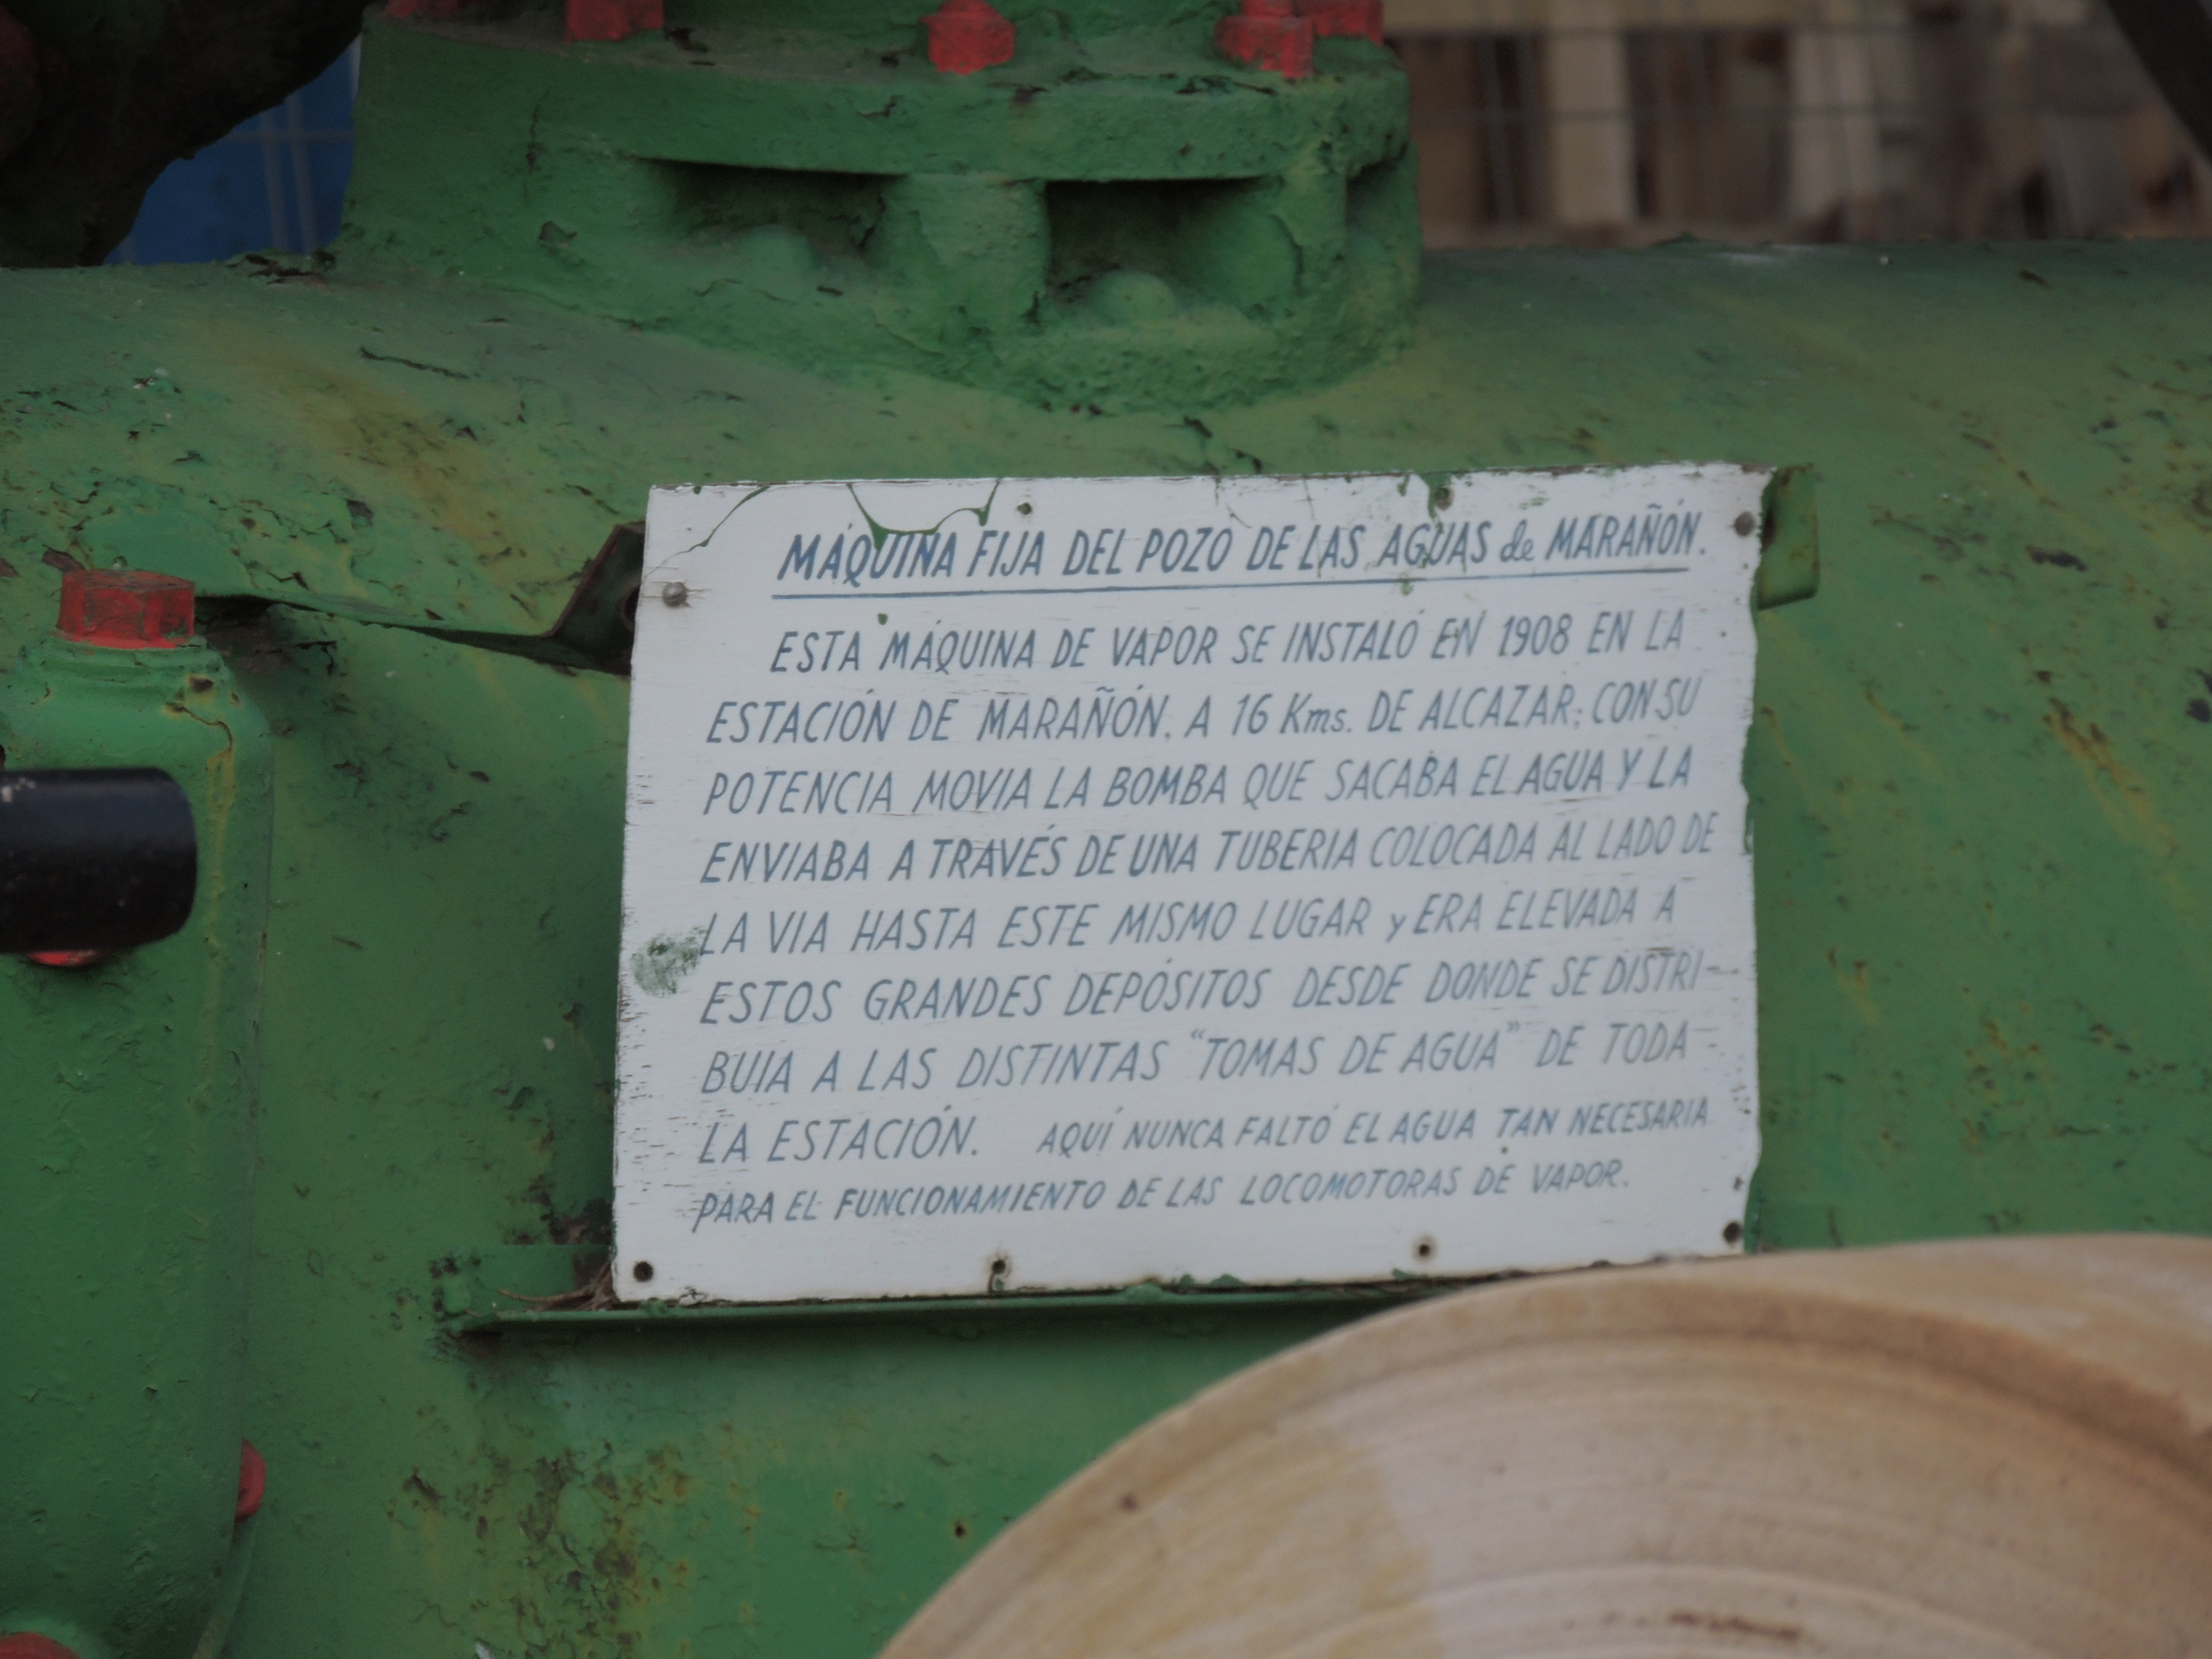 MÁQUINA FIJA DEL POZO DE LAS AGUAS de MARAÑÓN.
ESTA MÁQUINA DE VAPOR SE INSTALÓ EN 1908 EN LA
ESTACIÓN DE MARAÑÓN, A 16 Kms. DE ALCAZAR; CON SU
POTENCIA MOVIA LA BOMBA QUE SACABA EL AGUA Y LA
ENVIABA A TRAVÉS DE UNA TUBERIA COLOCADA AL LADO DE
LA VIA HASTA ESTE MISMO LUGAR y ERA ELEVADA A
ESTOS GRANDES DEPÓSITOS DESDE DONDE SE DISTRI-
BUIA A LAS DISTINTAS "TOMAS DE AGUA" DE TODA
LA ESTACIÓN. AQUÍ NUNCA FALTÓ EL AGUA TAN NECESARIA
PARA EL FUNCIONAMIENTO DE LAS LOCOMOTORAS DE VAPOR.